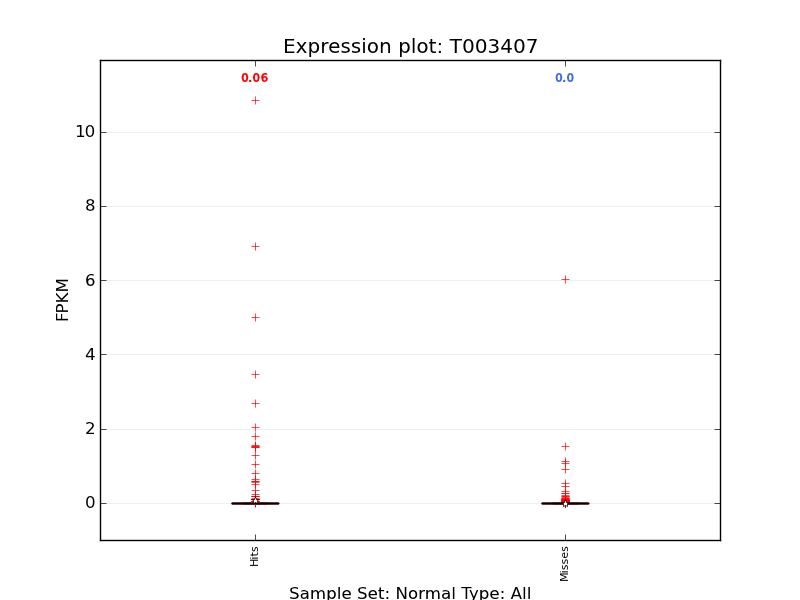 Expression plot: T003407
0.06
0.0
10
8
6
4
2
0
FPKM
Hits
Misses
Sample Set: Normal Type: All